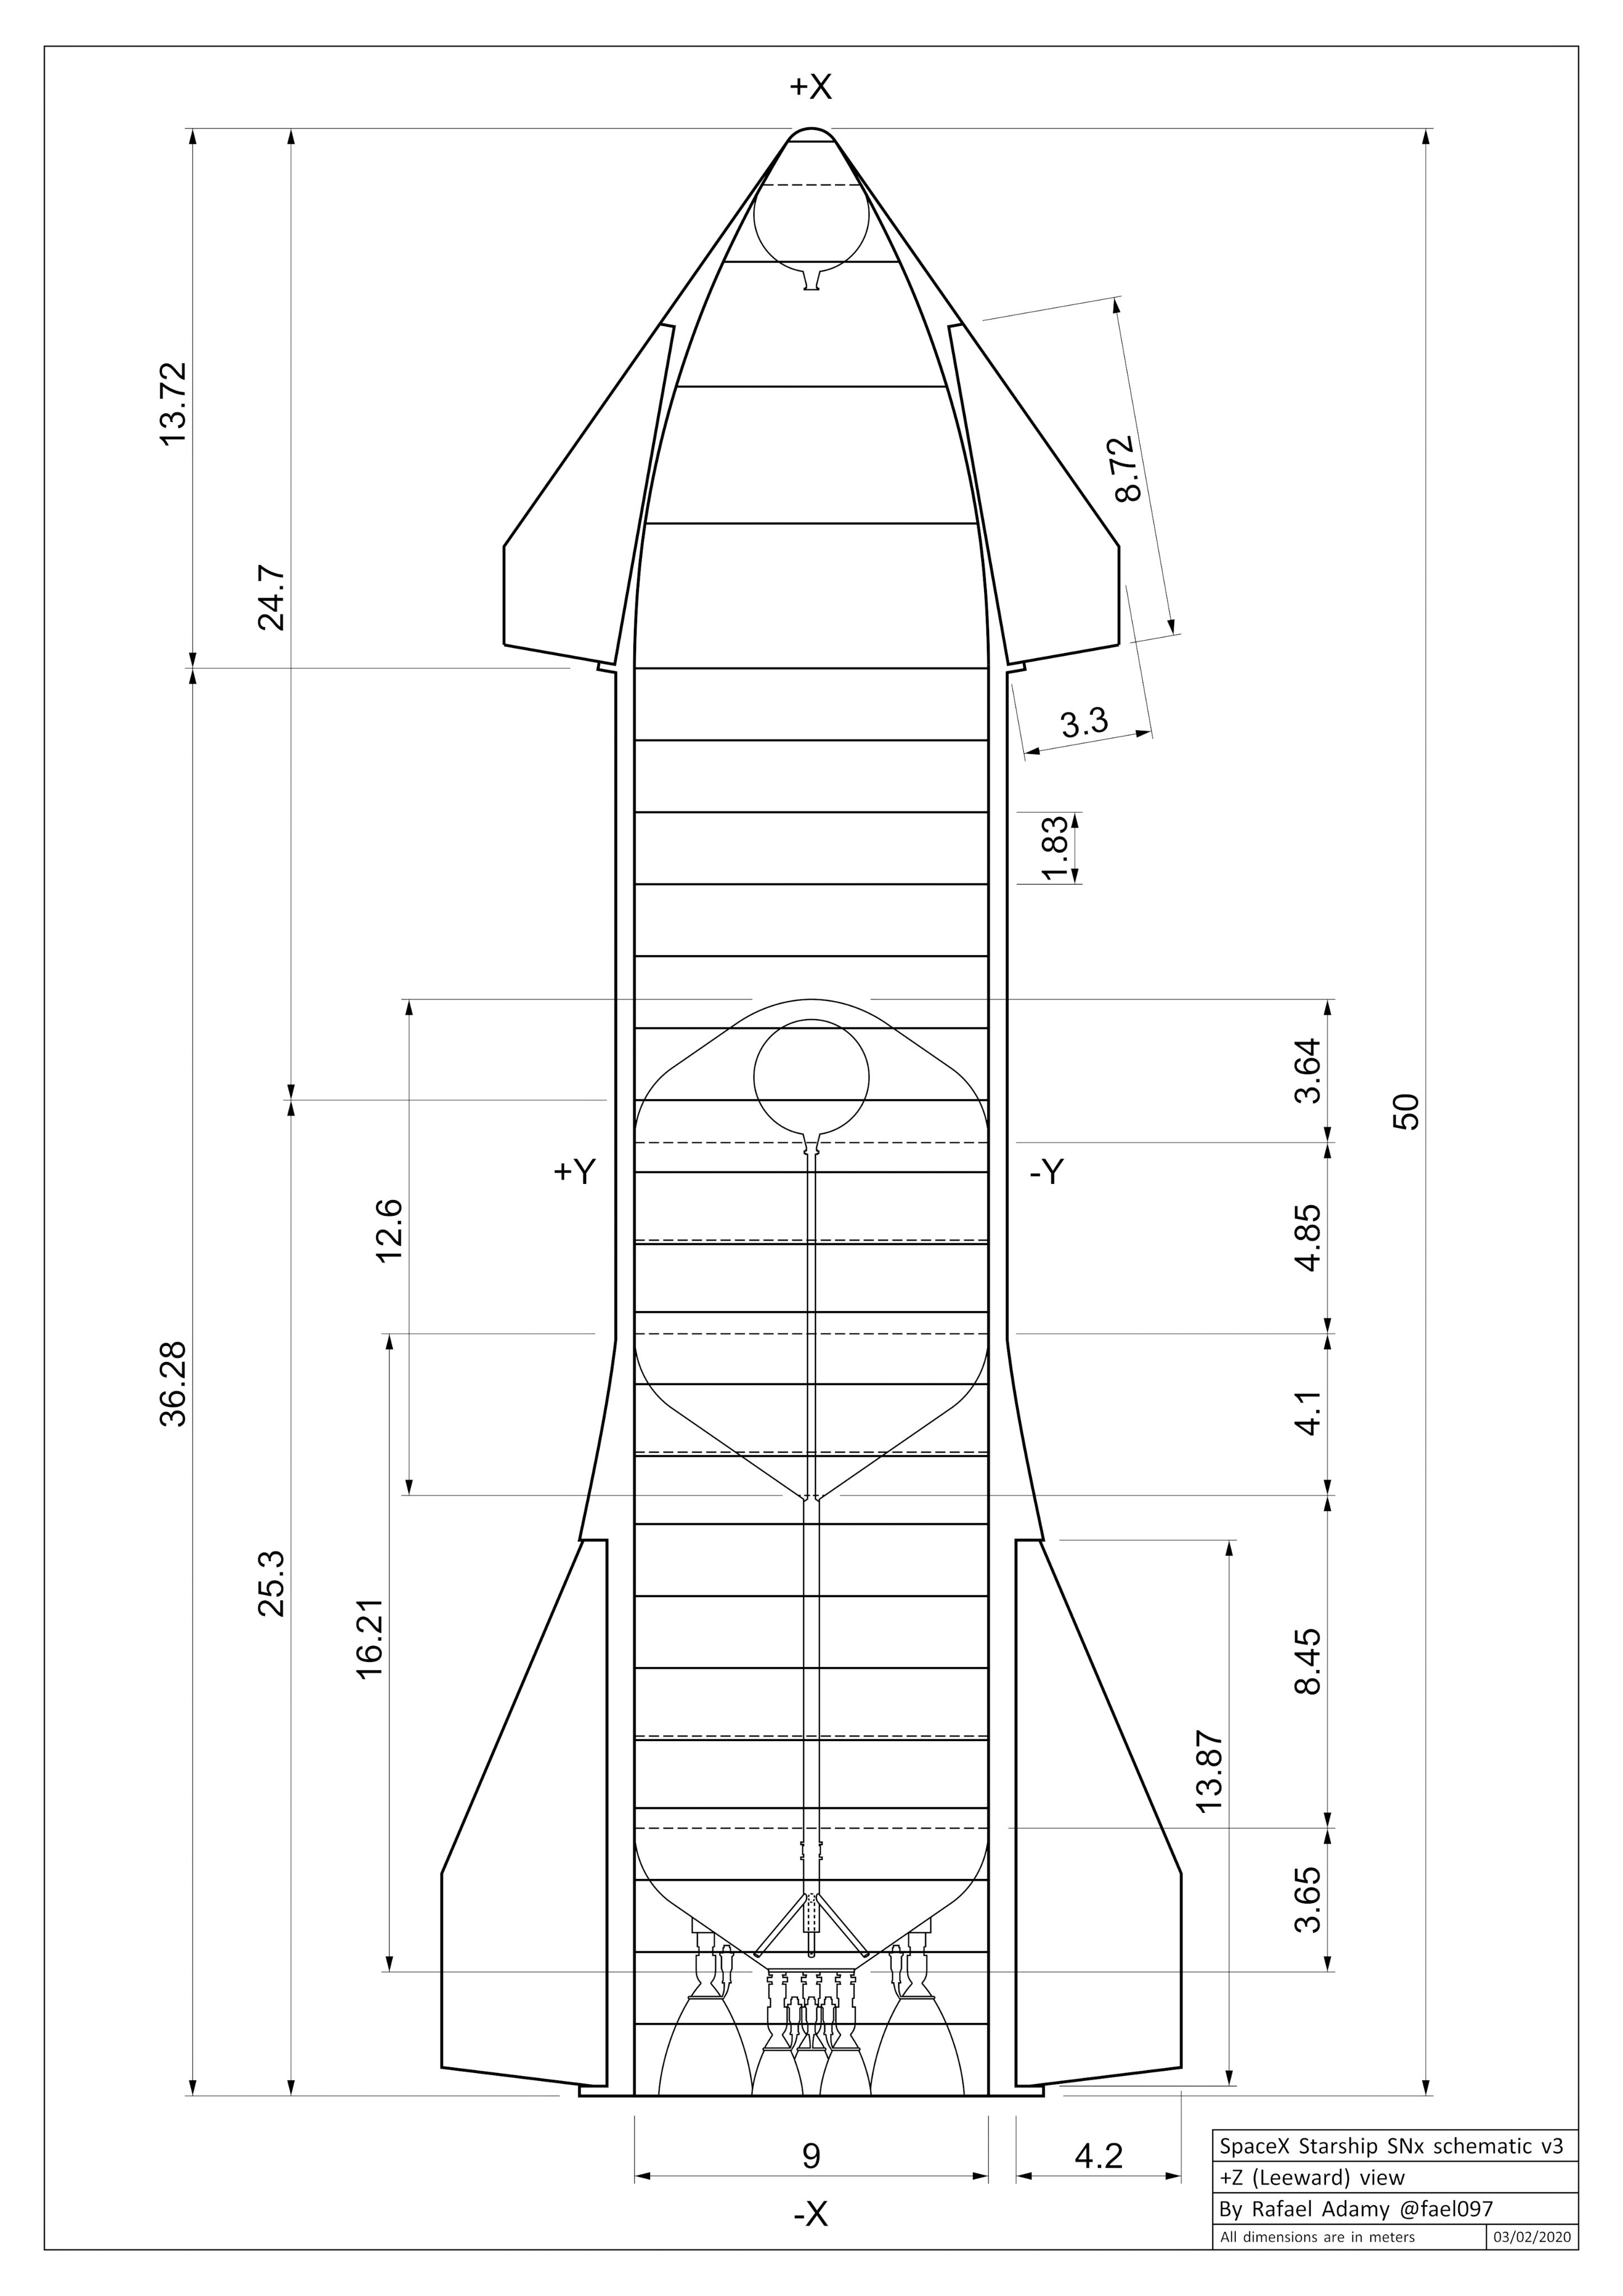 +X
13.72
24.7
8.72
3.3
1.83
3.64
50
+Y
-Y
12.6
4.85
36.28
4.1
25.3
16.21
8.45
13.87
3.65
9
4.2
-X
SpaceX Starship SNx schematic v3
+Z (Leeward) view
By Rafael Adamy @fael097
All dimensions are in meters
03/02/2020